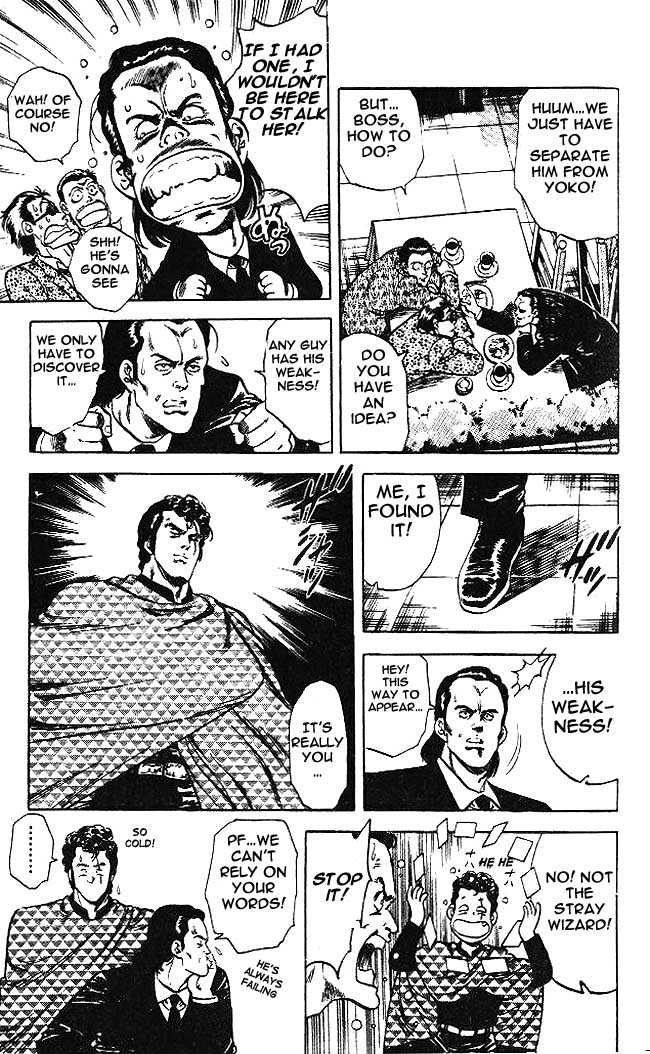 HUUM...WE
JUST HAVE
TO
SEPARATE
HIM FROM
YOKO!
BUT...
BOSS,
HOW TO
DO?
DO
YOU
HAVE
AN
IDEA?
IF I HAD
ONE, I
WOULDN'T
BE HERE
TO STALK
HER!
WAH! OF
COURSE
NO!
SHH!
HE'S
GONNA
SEE
ANY GUY
HAS HIS
WEAK-
NESS!
WE ONLY
HAVE TO
DISCOVER
IT...
ME, I
FOUND
IT!
...HIS
WEAK-
NESS!
HEY!
THIS
WAY TO
APPEAR...
IT'S
REALLY
YOU
...
NO! NOT
THE
STRAY
WIZARD!
HE HE
STOP
IT!
PF...WE
CAN'T
RELY ON
YOUR
WORDS!
HE'S
ALWAYS
FAILING
SO
COLD!
.........